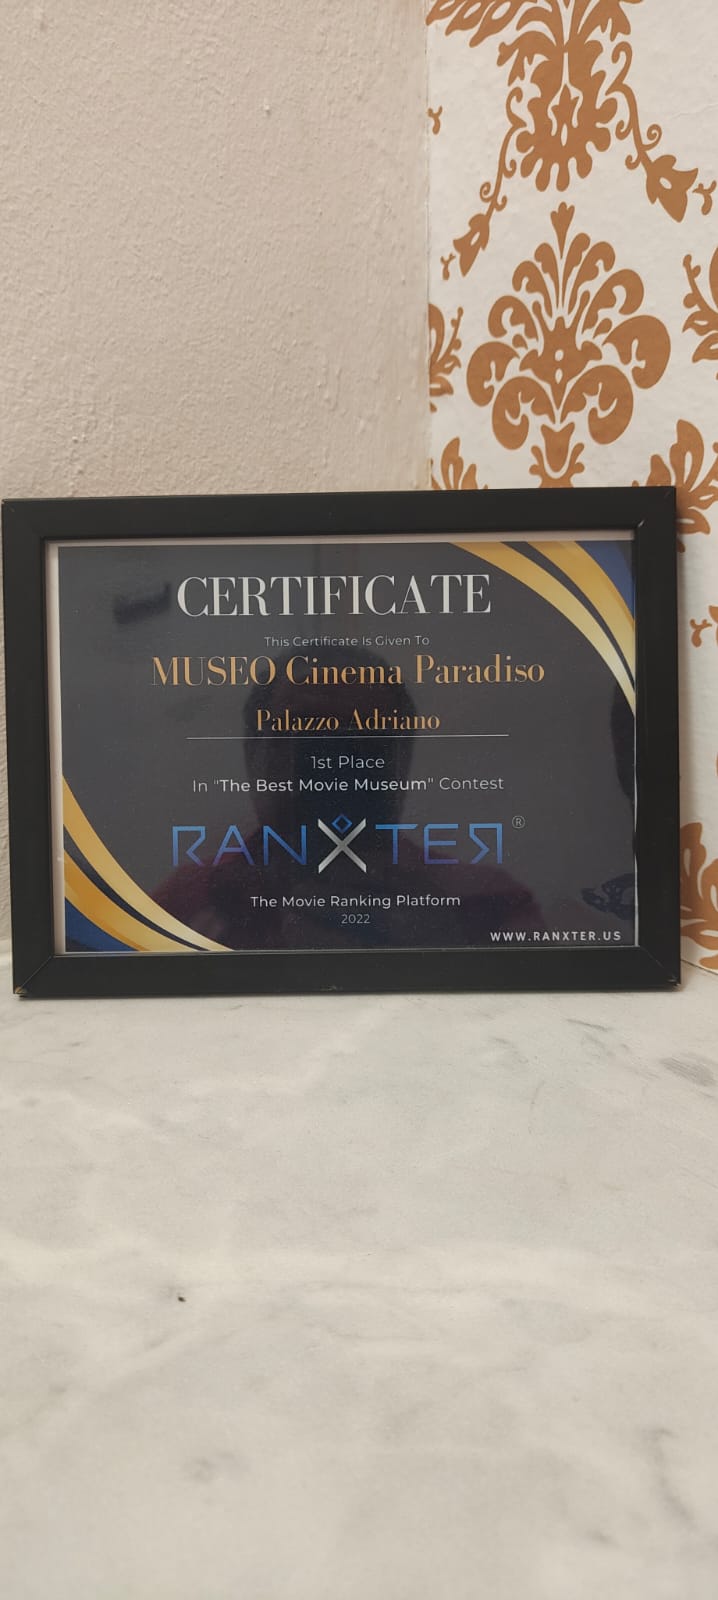 CERTIFICATE
This Certificate Is Given To
MUSEO Cinema Paradiso
Palazzo Adriano
1st Place
In "The Best Movie Museum" Contest
RANXTER®
The Movie Ranking Platform
2022
WWW.RANXTER.US